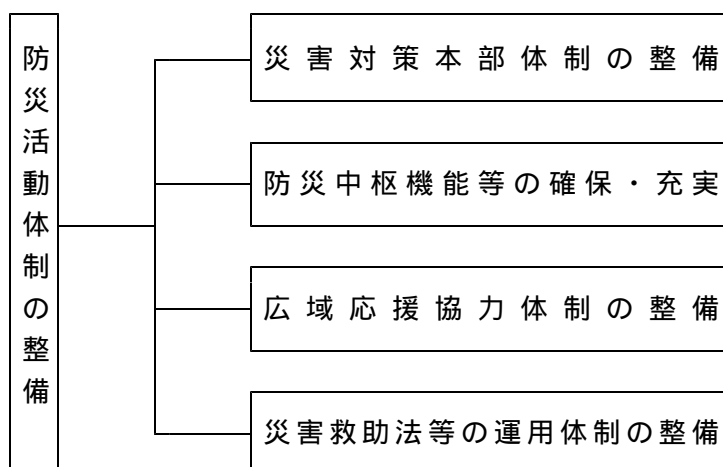 防災活動体制の整備
災害対策本部体制の整備
防災中枢機能等の確保・充実
広域応援協力体制の整備
災害救助法等の運用体制の整備